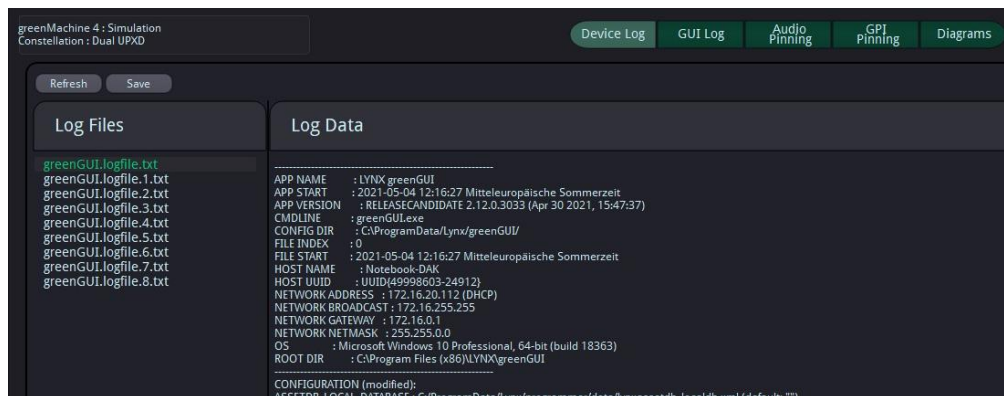 greenMachine 4 : Simulation
Constellation : Dual UPXD
Device Log
GUI Log
Audio
Pinning
GPI
Pinning
Diagrams
Refresh
Save
Log Files
greenGUI.logfile.txt
greenGUI.logfile.1.txt
greenGUI.logfile.2.txt
greenGUI.logfile.3.txt
greenGUI.logfile.4.txt
greenGUI.logfile.5.txt
greenGUI.logfile.6.txt
greenGUI.logfile.7.txt
greenGUI.logfile.8.txt
Log Data
------------------------------------------------------------
APP NAME : LYNX greenGUI
APP START : 2021-05-04 12:16:27 Mitteleuropäische Sommerzeit
APP VERSION : RELEASECANDIDATE 2.12.0.3033 (Apr 30 2021, 15:47:37)
CMDLINE : greenGUI.exe
CONFIG DIR : C:\ProgramData/Lynx/greenGUI/
FILE INDEX : 0
FILE START : 2021-05-04 12:16:27 Mitteleuropäische Sommerzeit
HOST NAME : Notebook-DAK
HOST UUID : UUID{49998603-24912}
NETWORK ADDRESS : 172.16.20.112 (DHCP)
NETWORK BROADCAST : 172.16.255.255
NETWORK GATEWAY : 172.16.0.1
NETWORK NETMASK : 255.255.0.0
OS : Microsoft Windows 10 Professional, 64-bit (build 18363)
ROOT DIR : C:\Program Files (x86)\LYNX\greenGUI
------------------------------------------------------------
CONFIGURATION (modified):